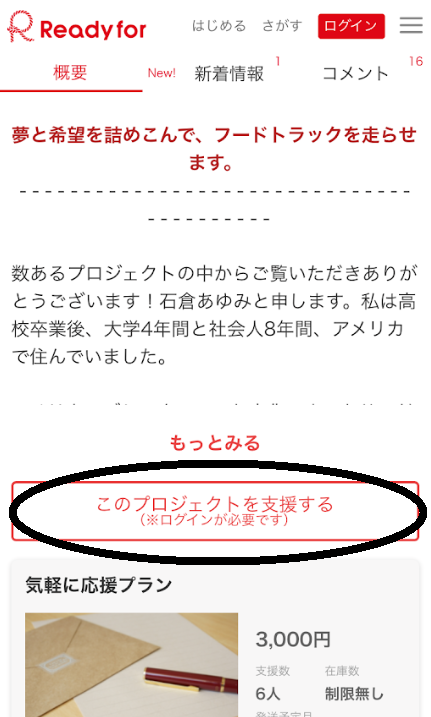 Readyfor はじめる さがす ログイン
概要 New! 新着情報 1 コメント 16
夢と希望を詰めこんで、フードトラックを走らせ
ます。
- - - - - - - - - - - - - - - - - - - - - - - - - - - - - - -
- - - - - - - - - -
数あるプロジェクトの中からご覧いただきありが
とうございます！石倉あゆみと申します。私は高
校卒業後、大学4年間と社会人8年間、アメリカ
で住んでいました。
もっとみる
このプロジェクトを支援する
（※ログインが必要です）
気軽に応援プラン
3,000円
支援数 在庫数
6人 制限無し
発送予定月